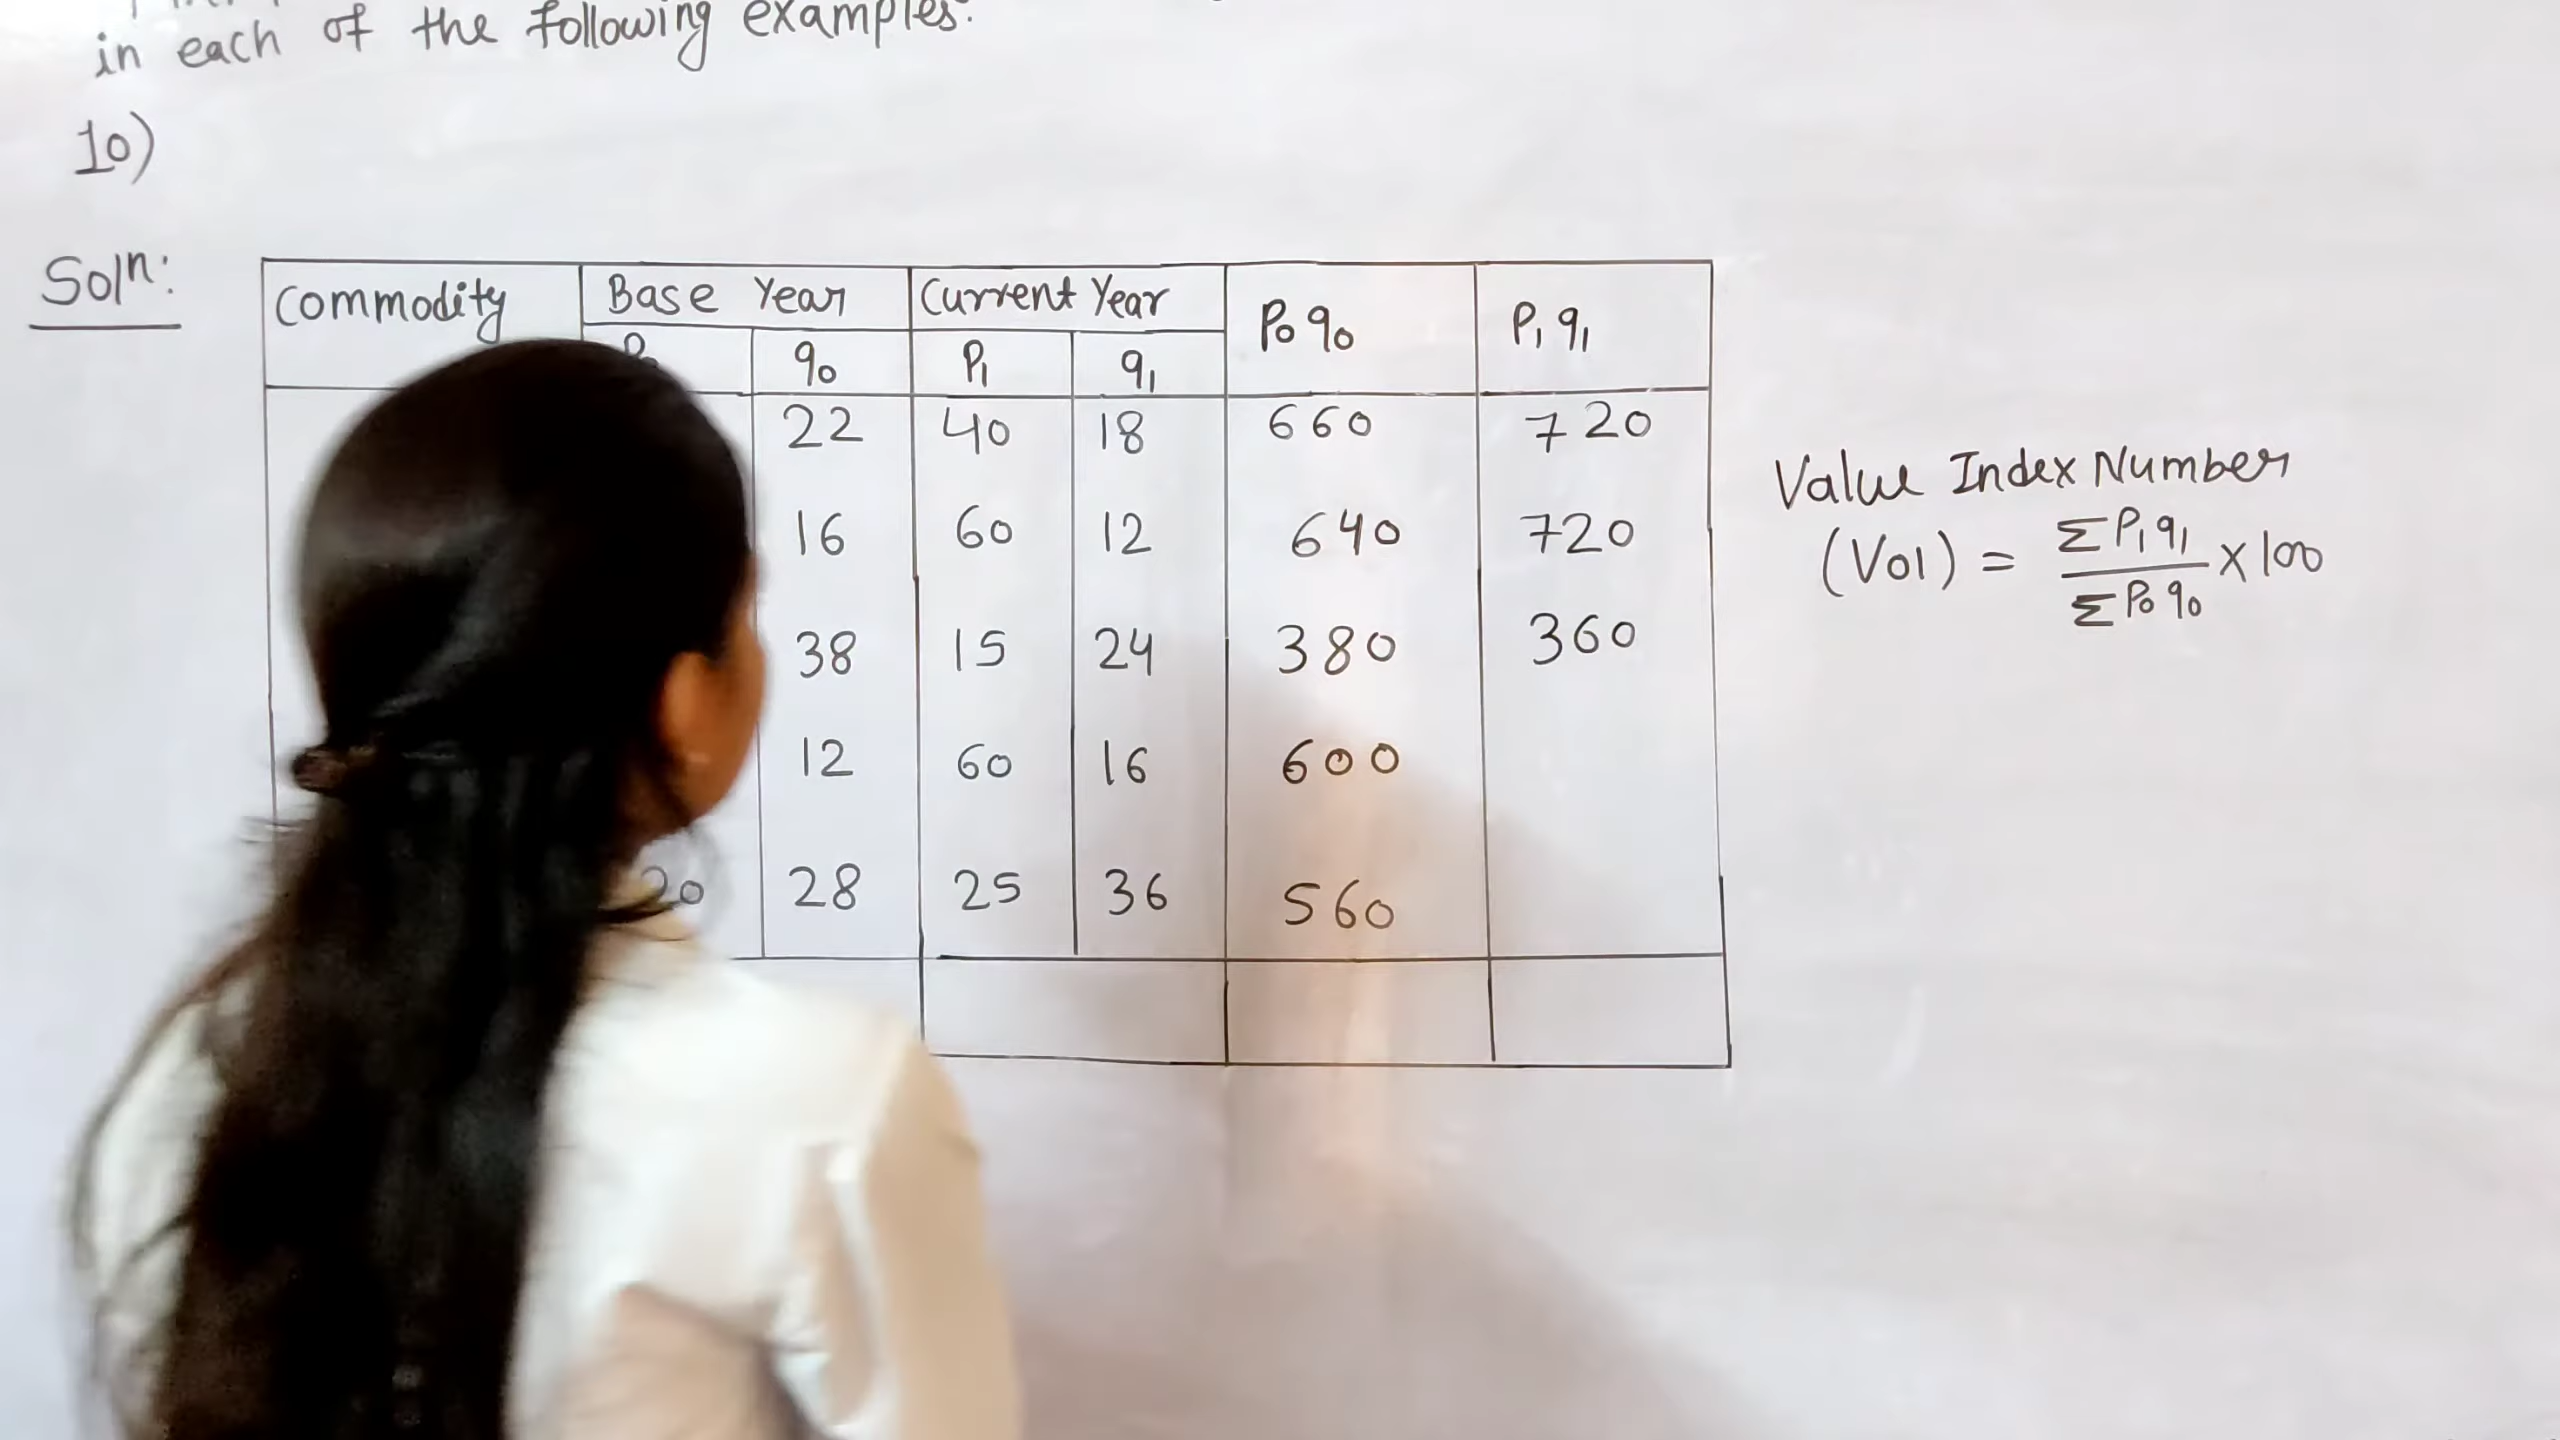 in each of the following examples.
10)
Solⁿ:
Commodity Base Year Current Year P₀q₀ P₁q₁
q₀ P₁ q₁
22 40 18 660 720
16 60 12 640 720
38 15 24 380 360
12 60 16 600
20 28 25 36 560
Value Index Number
(Vo1) = ΣP₁q₁ / ΣP₀q₀ × 100